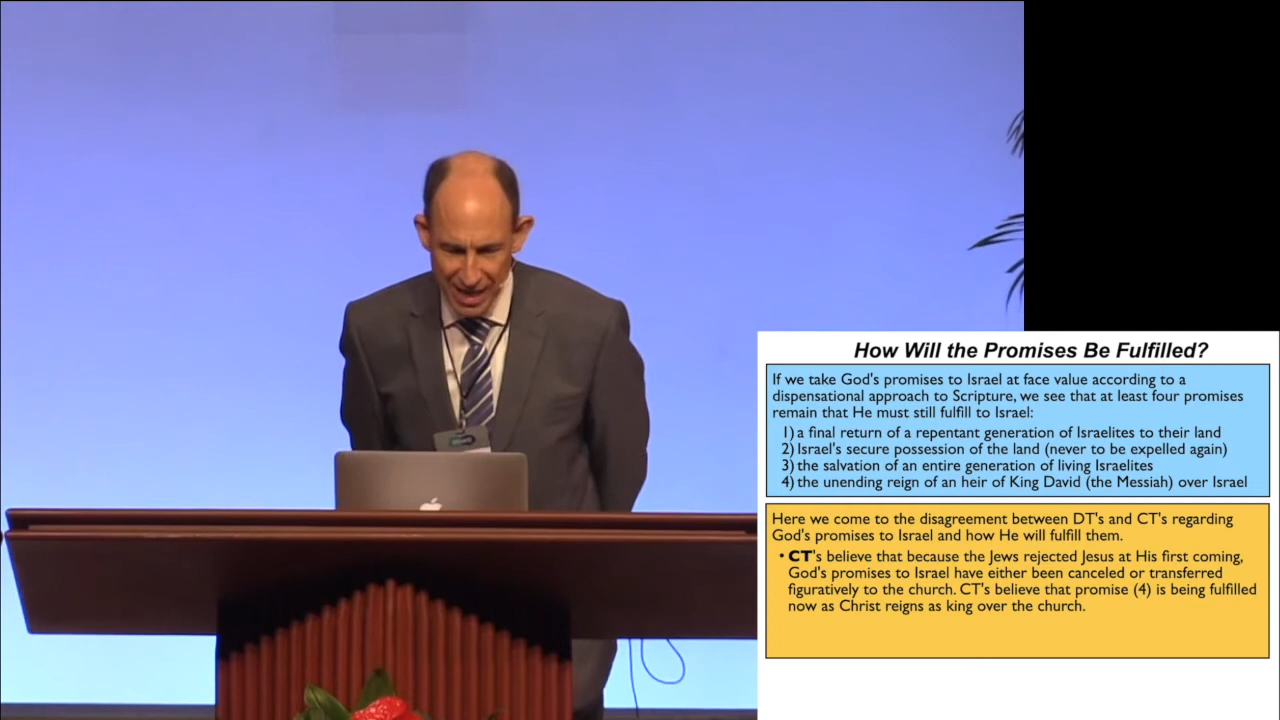 How Will the Promises Be Fulfilled?
If we take God's promises to Israel at face value according to a
dispensational approach to Scripture, we see that at least four promises
remain that He must still fulfill to Israel:
1) a final return of a repentant generation of Israelites to their land
2) Israel's secure possession of the land (never to be expelled again)
3) the salvation of an entire generation of living Israelites
4) the unending reign of an heir of King David (the Messiah) over Israel
Here we come to the disagreement between DT's and CT's regarding
God's promises to Israel and how He will fulfill them.
• CT's believe that because the Jews rejected Jesus at His first coming,
God's promises to Israel have either been canceled or transferred
figuratively to the church. CT's believe that promise (4) is being fulfilled
now as Christ reigns as king over the church.